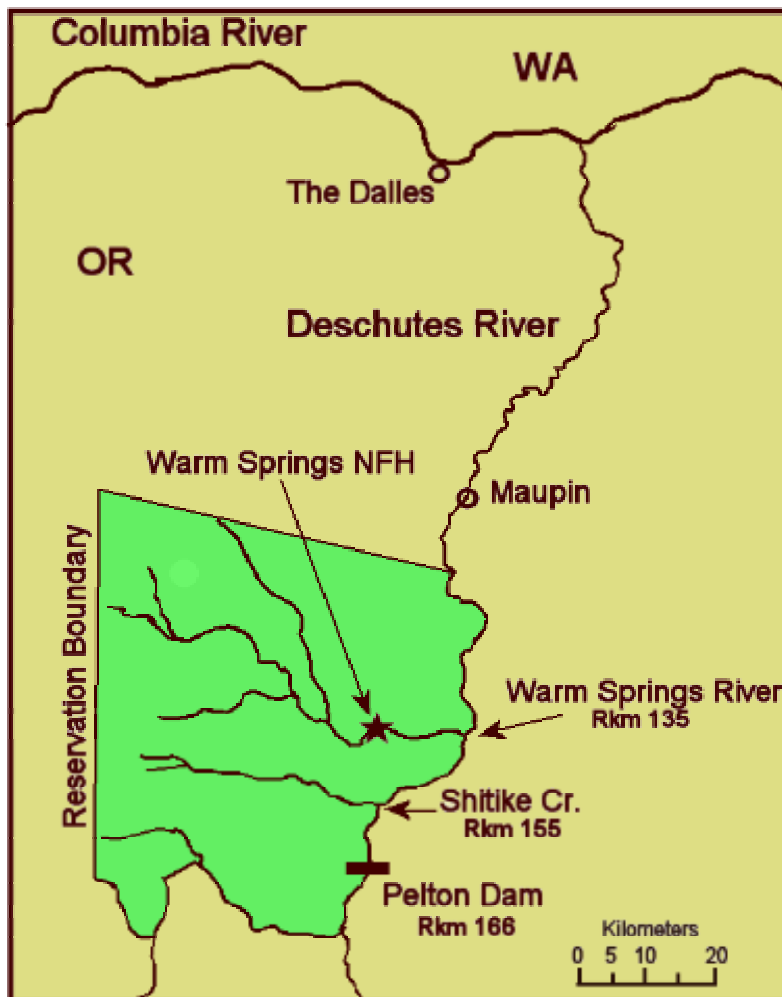 Columbia River
WA
The Dalles
OR
Deschutes River
Warm Springs NFH
Maupin
Reservation Boundary
Warm Springs River
Rkm 135
Shitike Cr.
Rkm 155
Pelton Dam
Rkm 166
Kilometers
0 5 10 20